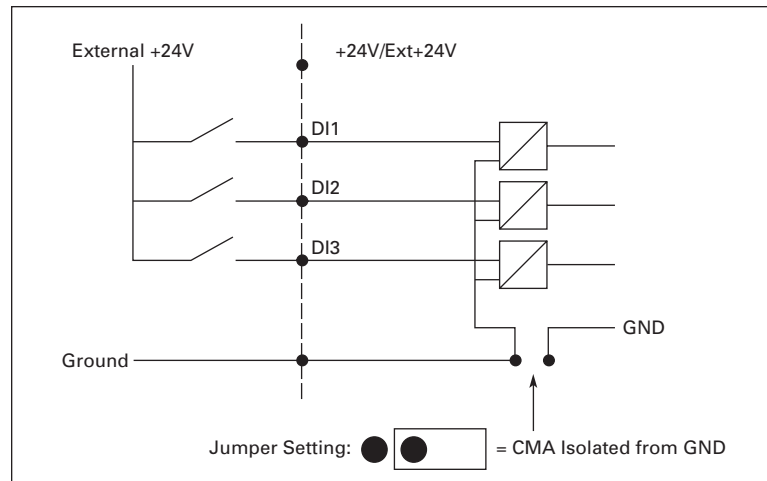 External +24V
+24V/Ext+24V
DI1
DI2
DI3
GND
Ground
Jumper Setting:
= CMA Isolated from GND